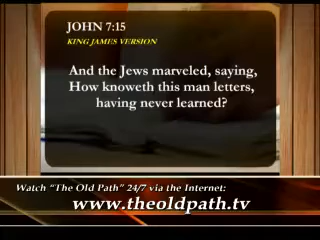 JOHN 7:15
KING JAMES VERSION
And the Jews marveled, saying,
How knoweth this man letters,
having never learned?
Watch "The Old Path" 24/7 via the Internet:
www.theoldpath.tv